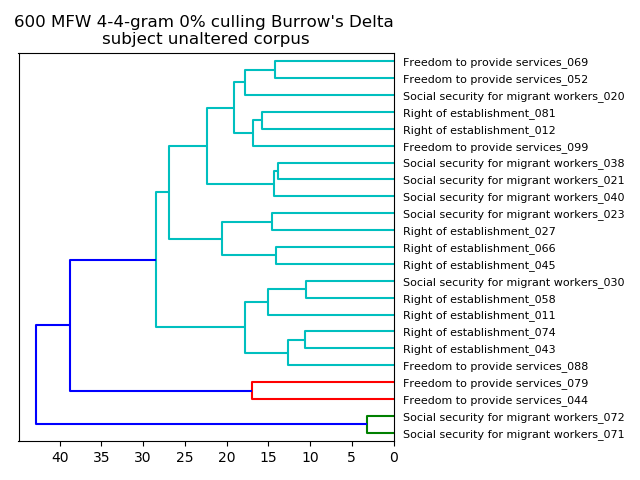 600 MFW 4-4-gram 0% culling Burrow's Delta
subject unaltered corpus
Freedom to provide services_069
Freedom to provide services_052
Social security for migrant workers_020
Right of establishment_081
Right of establishment_012
Freedom to provide services_099
Social security for migrant workers_038
Social security for migrant workers_021
Social security for migrant workers_040
Social security for migrant workers_023
Right of establishment_027
Right of establishment_066
Right of establishment_045
Social security for migrant workers_030
Right of establishment_058
Right of establishment_011
Right of establishment_074
Right of establishment_043
Freedom to provide services_088
Freedom to provide services_079
Freedom to provide services_044
Social security for migrant workers_072
Social security for migrant workers_071
40 35 30 25 20 15 10 5 0